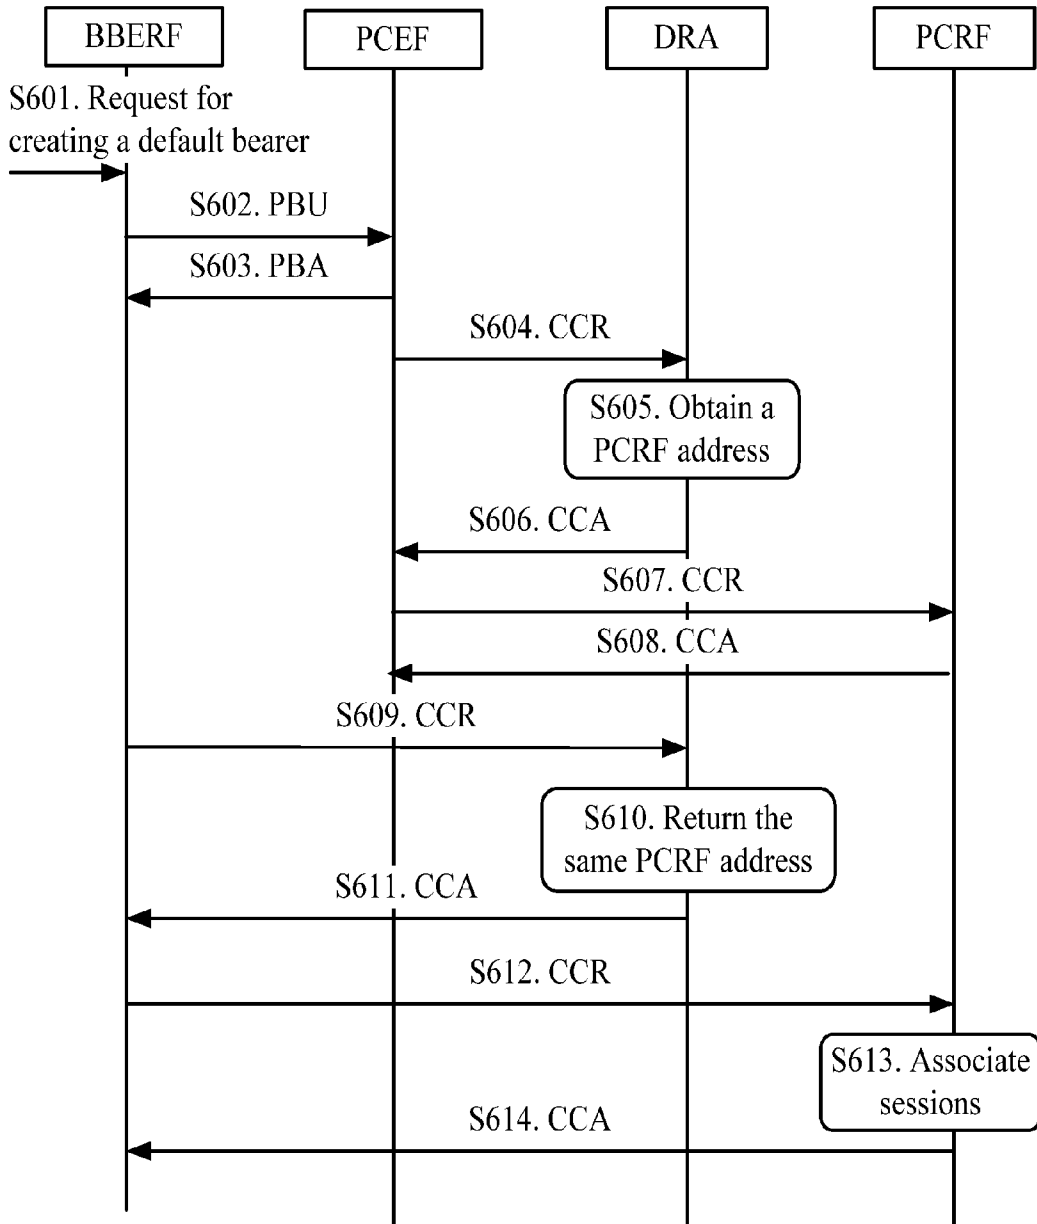 BBERF
PCEF
DRA
PCRF
S601. Request for
creating a default bearer
S602. PBU
S603. PBA
S604. CCR
S605. Obtain a
PCRF address
S606. CCA
S607. CCR
S608. CCA
S609. CCR
S610. Return the
same PCRF address
S611. CCA
S612. CCR
S613. Associate
sessions
S614. CCA